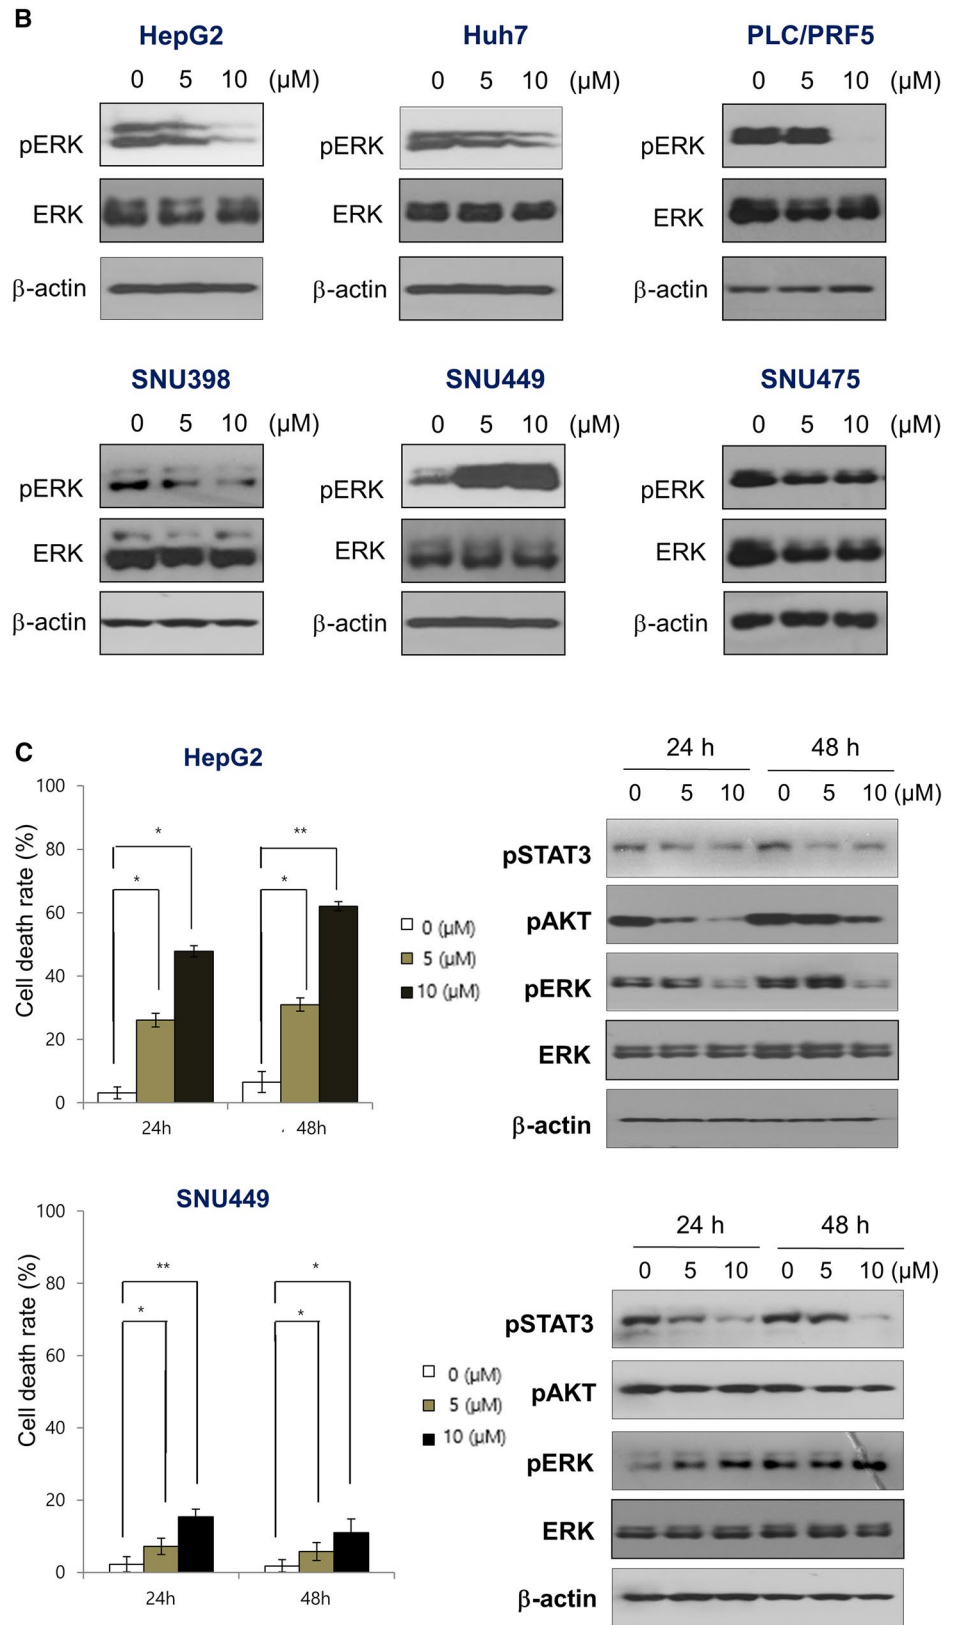 B
HepG2 Huh7 PLC/PRF5
0 5 10 (μM) 0 5 10 (μM) 0 5 10 (μM)
pERK pERK pERK
ERK ERK ERK
β-actin β-actin β-actin
SNU398 SNU449 SNU475
0 5 10 (μM) 0 5 10 (μM) 0 5 10 (μM)
pERK pERK pERK
ERK ERK ERK
β-actin β-actin β-actin
C
HepG2
Cell death rate (%)
100
80
60
40
20
0
* * * **
24h 48h
0 (μM)
5 (μM)
10 (μM)
24 h 48 h
0 5 10 0 5 10 (μM)
pSTAT3
pAKT
pERK
ERK
β-actin
SNU449
Cell death rate (%)
100
80
60
40
20
0
** * * *
24h 48h
0 (μM)
5 (μM)
10 (μM)
24 h 48 h
0 5 10 0 5 10 (μM)
pSTAT3
pAKT
pERK
ERK
β-actin